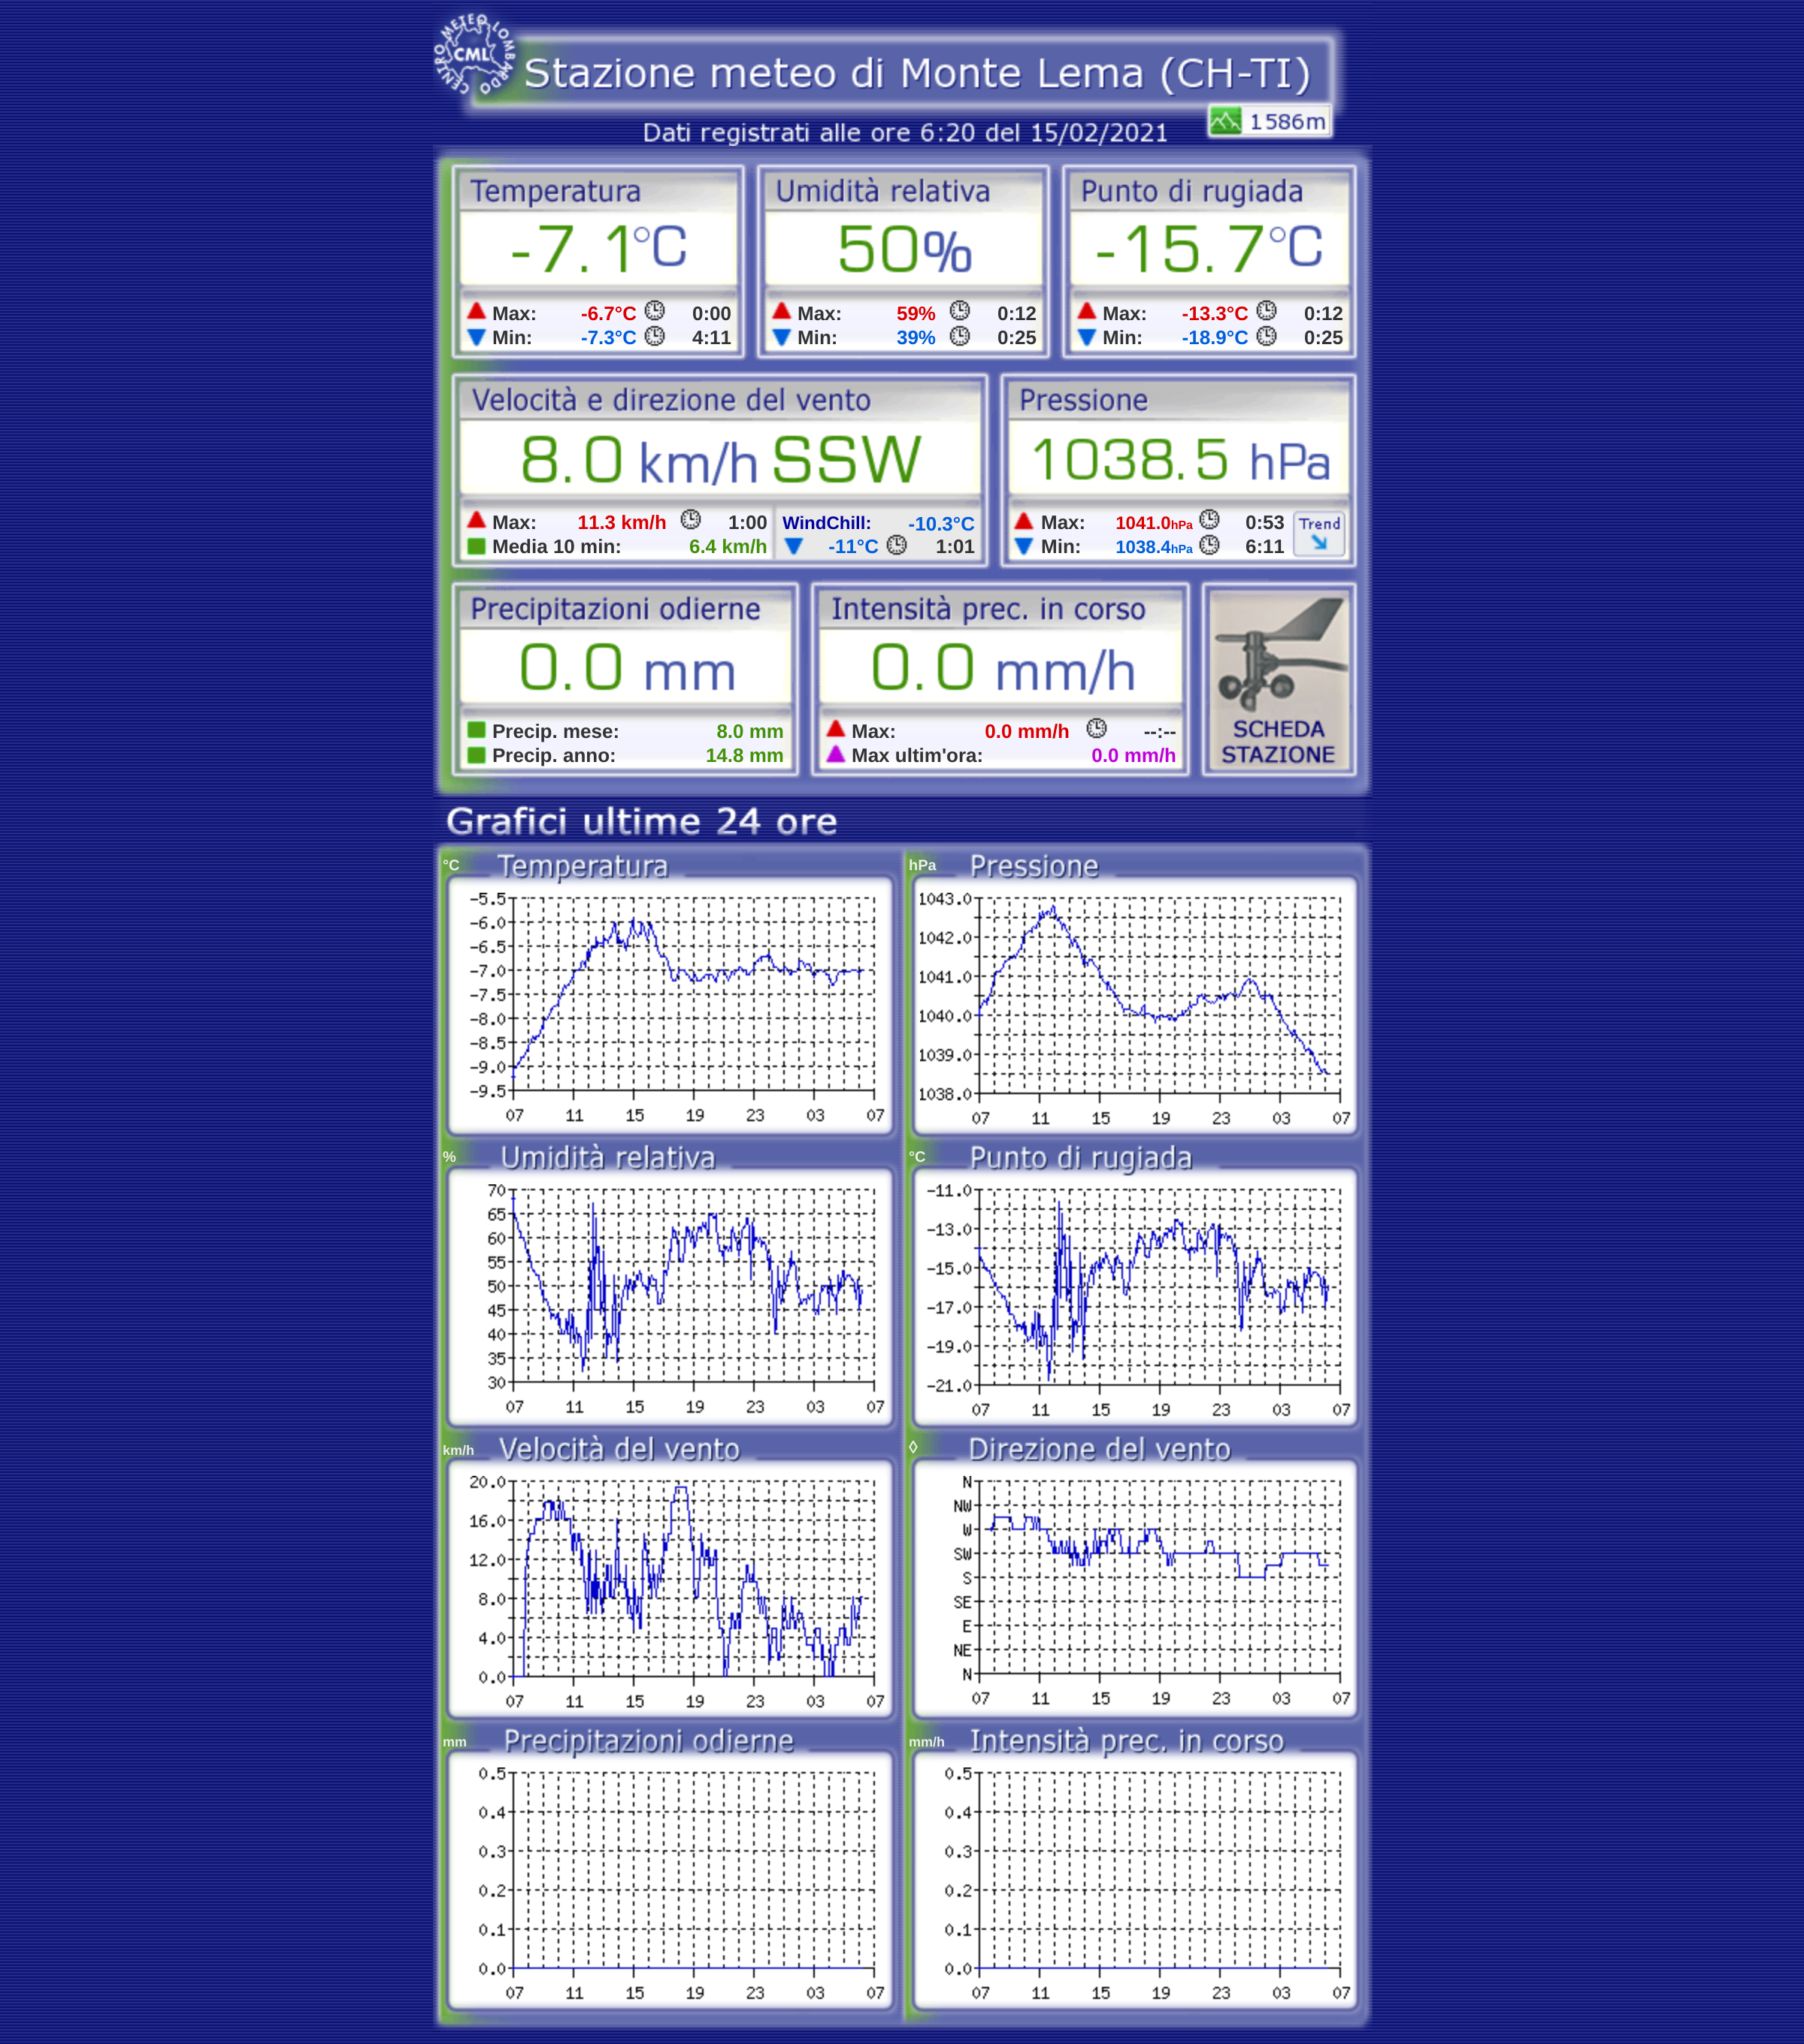 CENTRO METEO LOMBARDO
CML
Stazione meteo di Monte Lema (CH-TI)
1586m
Dati registrati alle ore 6:20 del 15/02/2021
Temperatura
-7.1°C
Max: -6.7°C 0:00
Min: -7.3°C 4:11
Umidità relativa
50%
Max: 59% 0:12
Min: 39% 0:25
Punto di rugiada
-15.7°C
Max: -13.3°C 0:12
Min: -18.9°C 0:25
Velocità e direzione del vento
8.0 km/h SSW
Max: 11.3 km/h 1:00
Media 10 min: 6.4 km/h
WindChill: -10.3°C
-11°C 1:01
Pressione
1038.5 hPa
Max: 1041.0hPa 0:53
Min: 1038.4hPa 6:11
Trend
Precipitazioni odierne
0.0 mm
Precip. mese: 8.0 mm
Precip. anno: 14.8 mm
Intensità prec. in corso
0.0 mm/h
Max: 0.0 mm/h --:--
Max ultim'ora: 0.0 mm/h
SCHEDA
STAZIONE
Grafici ultime 24 ore
°C Temperatura
-5.5
-6.0
-6.5
-7.0
-7.5
-8.0
-8.5
-9.0
-9.5
07 11 15 19 23 03 07
hPa Pressione
1043.0
1042.0
1041.0
1040.0
1039.0
1038.0
07 11 15 19 23 03 07
% Umidità relativa
70
65
60
55
50
45
40
35
30
07 11 15 19 23 03 07
°C Punto di rugiada
-11.0
-13.0
-15.0
-17.0
-19.0
-21.0
07 11 15 19 23 03 07
km/h Velocità del vento
20.0
16.0
12.0
8.0
4.0
0.0
07 11 15 19 23 03 07
◊ Direzione del vento
N
NW
W
SW
S
SE
E
NE
N
07 11 15 19 23 03 07
mm Precipitazioni odierne
0.5
0.4
0.3
0.2
0.1
0.0
07 11 15 19 23 03 07
mm/h Intensità prec. in corso
0.5
0.4
0.3
0.2
0.1
0.0
07 11 15 19 23 03 07